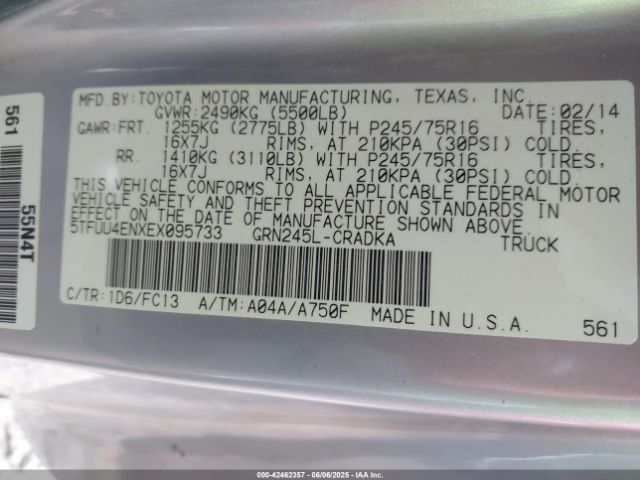 MFD.BY:TOYOTA MOTOR MANUFACTURING, TEXAS, INC.
GVWR:2490KG (5500LB) DATE:02/14
GAWR:FRT. 1255KG (2775LB) WITH P245/75R16 TIRES,
16X7J RIMS, AT 210KPA (30PSI) COLD.
RR. 1410KG (3110LB) WITH P245/75R16 TIRES,
16X7J RIMS, AT 210KPA (30PSI) COLD.
THIS VEHICLE CONFORMS TO ALL APPLICABLE FEDERAL MOTOR
VEHICLE SAFETY AND THEFT PREVENTION STANDARDS IN
EFFECT ON THE DATE OF MANUFACTURE SHOWN ABOVE.
5TFUU4ENXEX095733 GRN245L-CRADKA TRUCK
C/TR:1D6/FC13 A/TM:A04A/A750F MADE IN U.S.A. 561
561
55N4T
000-42462357 - 06/06/2025 - IAA Inc.